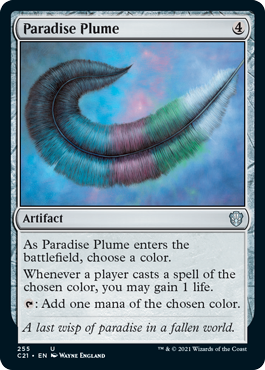 Paradise Plume 4
Artifact
As Paradise Plume enters the
battlefield, choose a color.
Whenever a player casts a spell of the
chosen color, you may gain 1 life.
: Add one mana of the chosen color.
A last wisp of paradise in a fallen world.
255 U
C21 • EN WAYNE ENGLAND ™ & © 2021 Wizards of the Coast